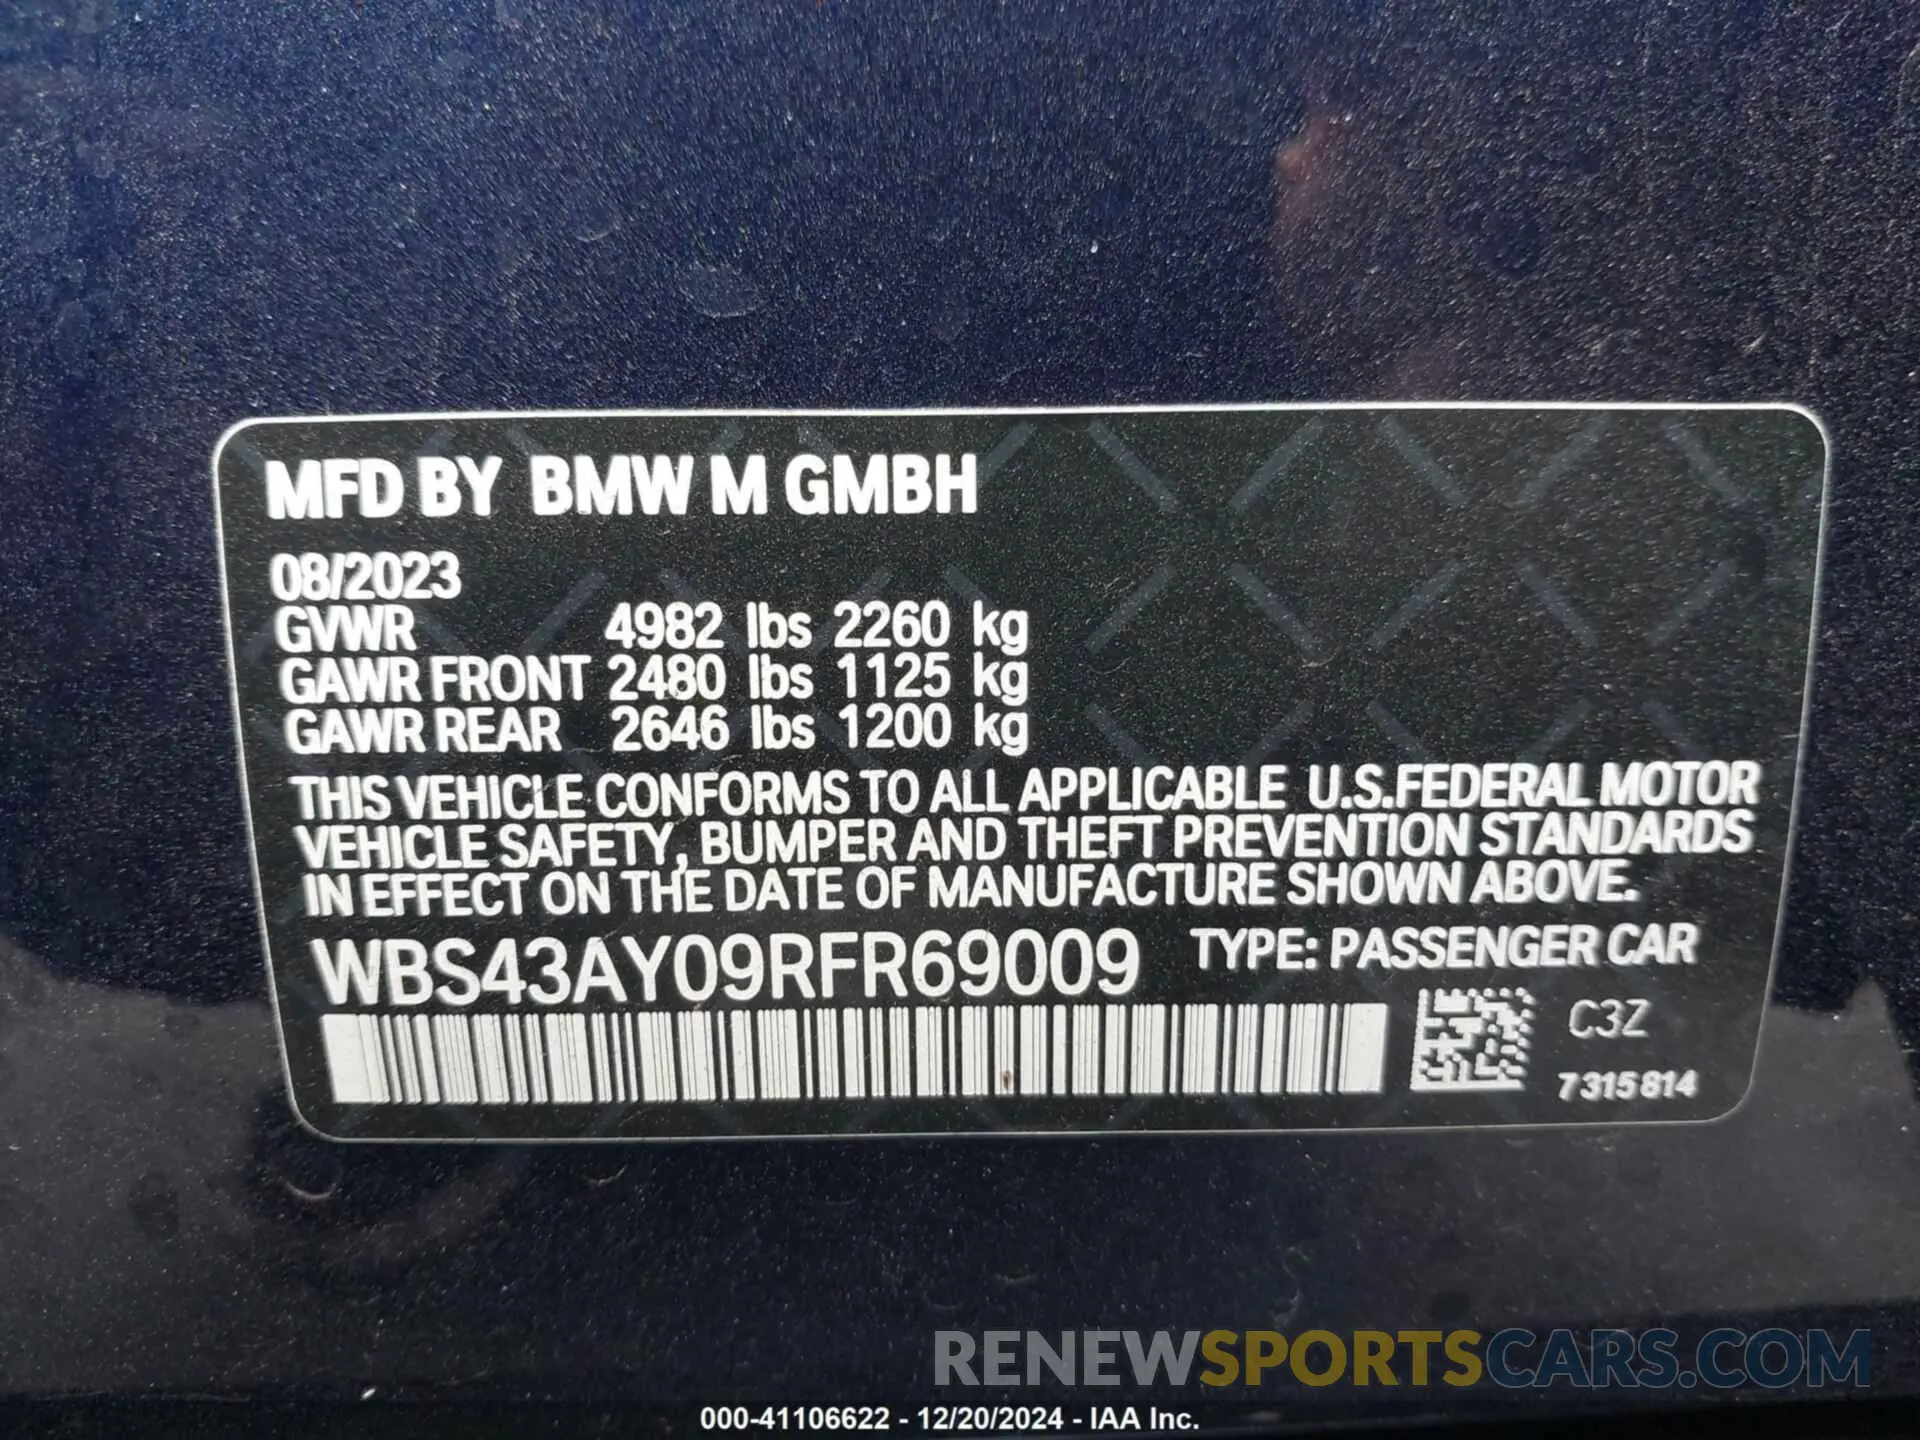 MFD BY BMW M GMBH
08/2023
GVWR 4982 lbs 2260 kg
GAWR FRONT 2480 lbs 1125 kg
GAWR REAR 2646 lbs 1200 kg
THIS VEHICLE CONFORMS TO ALL APPLICABLE U.S.FEDERAL MOTOR
VEHICLE SAFETY, BUMPER AND THEFT PREVENTION STANDARDS
IN EFFECT ON THE DATE OF MANUFACTURE SHOWN ABOVE.
WBS43AY09RFR69009 TYPE: PASSENGER CAR
C3Z
7315814
RENEWSPORTSCARS.COM
000-41106622 - 12/20/2024 - IAA Inc.